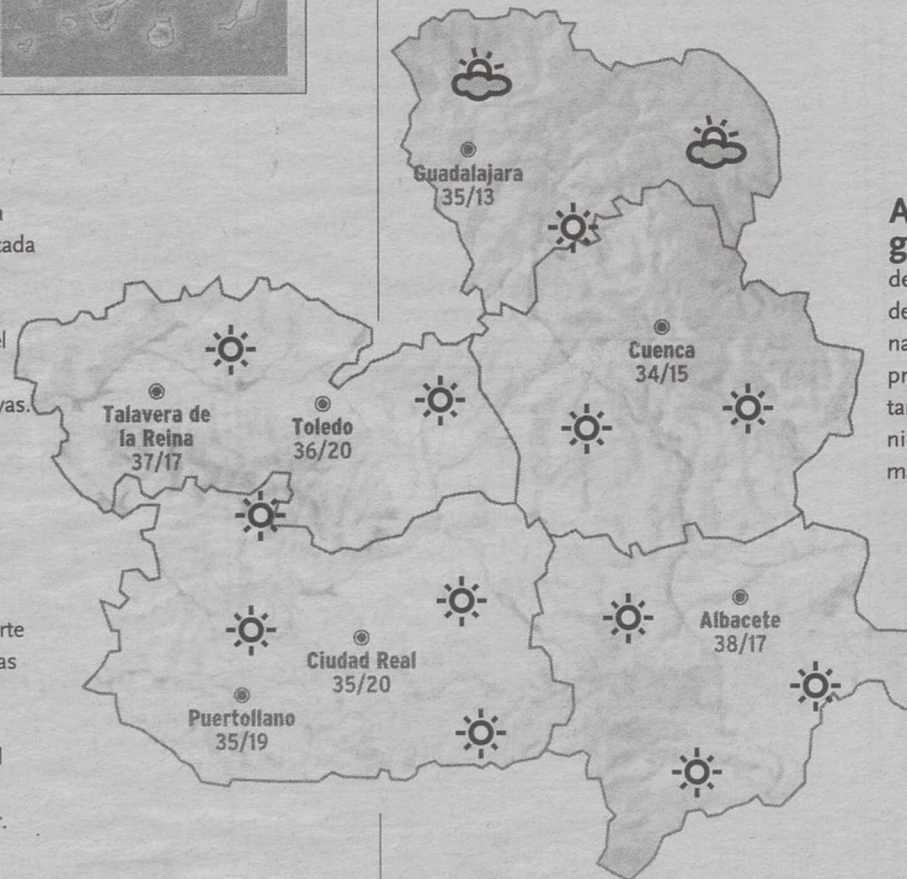 Guadalajara
35/13
Cuenca
34/15
Talavera de
la Reina
37/17
Toledo
36/20
Albacete
38/17
Ciudad Real
35/20
Puertollano
35/19